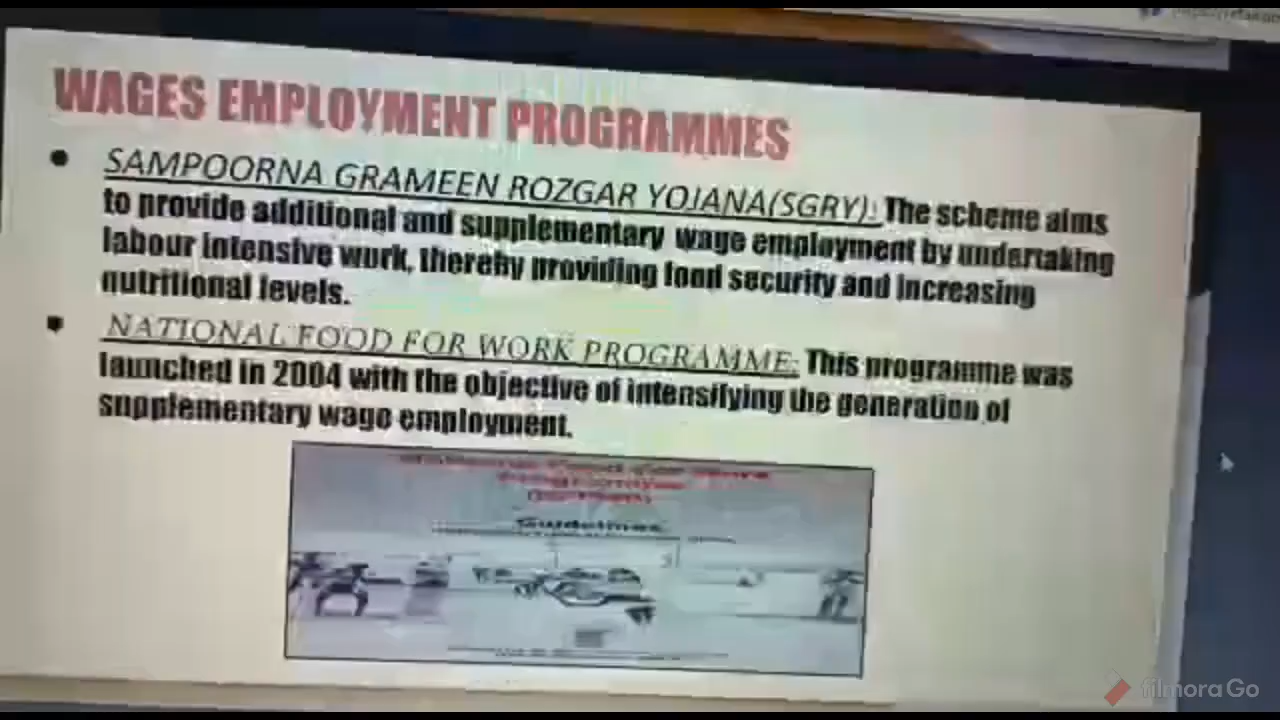 WAGES EMPLOYMENT PROGRAMMES
• SAMPOORNA GRAMEEN ROZGAR YOJANA(SGRY): The scheme aims
to provide additional and supplementary wage employment by undertaking
labour intensive work, thereby providing food security and increasing
nutritional levels.
• NATIONAL FOOD FOR WORK PROGRAMME: This programme was
launched in 2004 with the objective of intensifying the generation of
supplementary wage employment.
Guidelines
filmoraGo